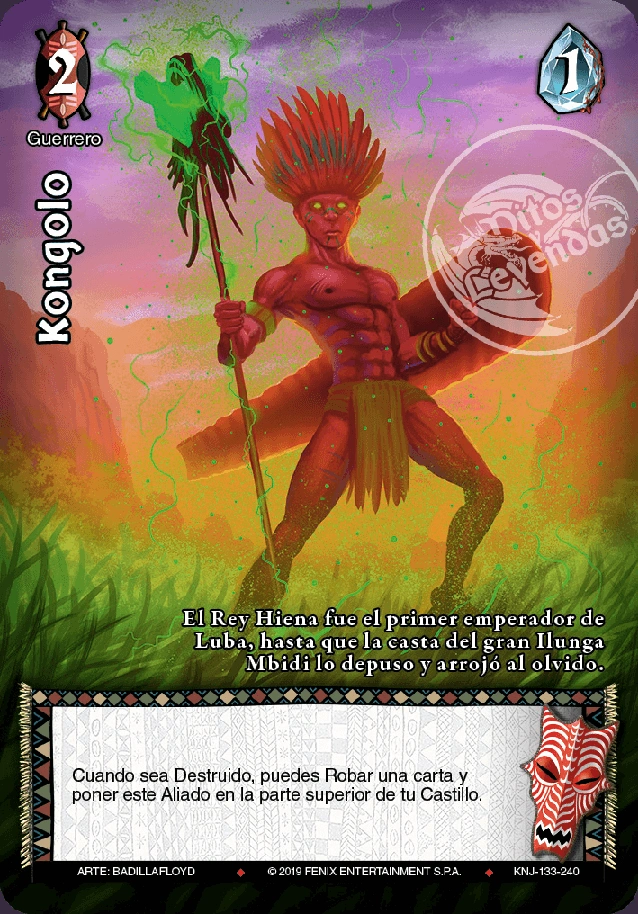 2
1
Guerrero
Kongolo
Mitos
y
Leyendas
El Rey Hiena fue el primer emperador de
Luba, hasta que la casta del gran Ilunga
Mbidi lo depuso y arrojó al olvido.
Cuando sea Destruido, puedes Robar una carta y
poner este Aliado en la parte superior de tu Castillo.
ARTE: BADILLAFLOYD ♦ © 2019 FENIX ENTERTAINMENT S.P.A. ♦ KNJ-133-240